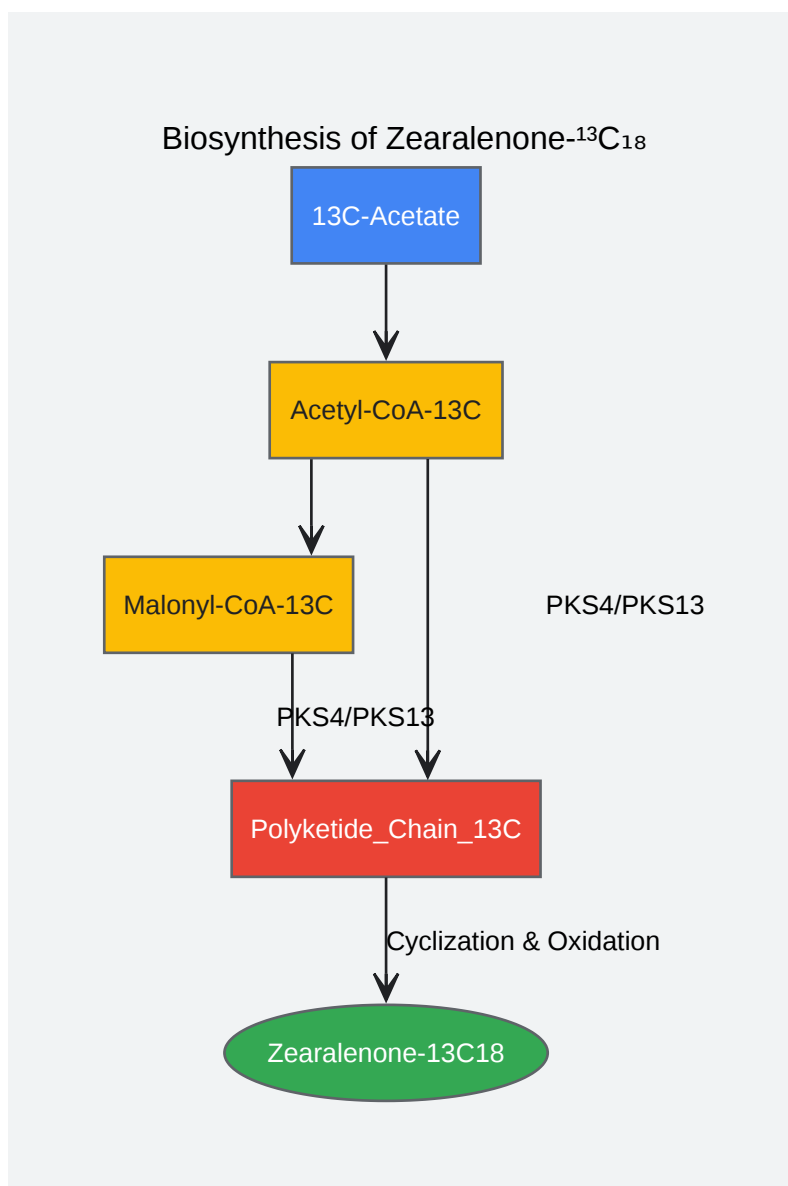 Biosynthesis of Zearalenone-¹³C₁₈
13C-Acetate
Acetyl-CoA-13C
Malonyl-CoA-13C
PKS4/PKS13
PKS4/PKS13
Polyketide_Chain_13C
Cyclization & Oxidation
Zearalenone-13C18